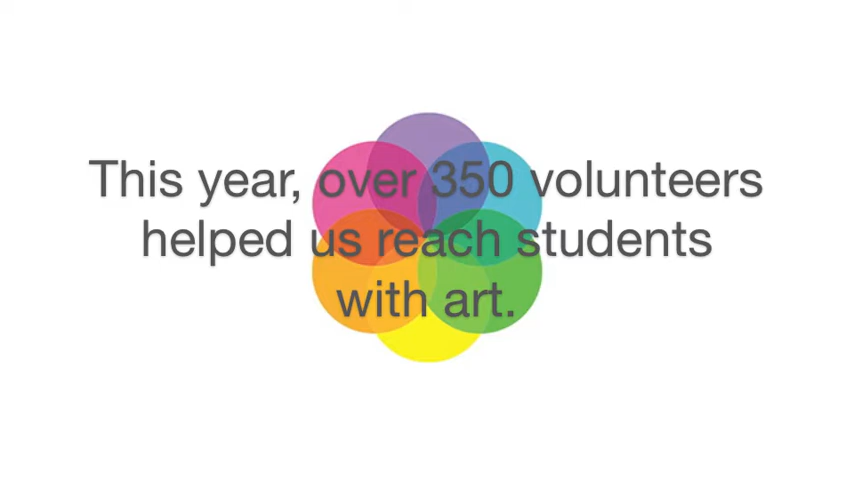 This year, over 350 volunteers
helped us reach students
with art.